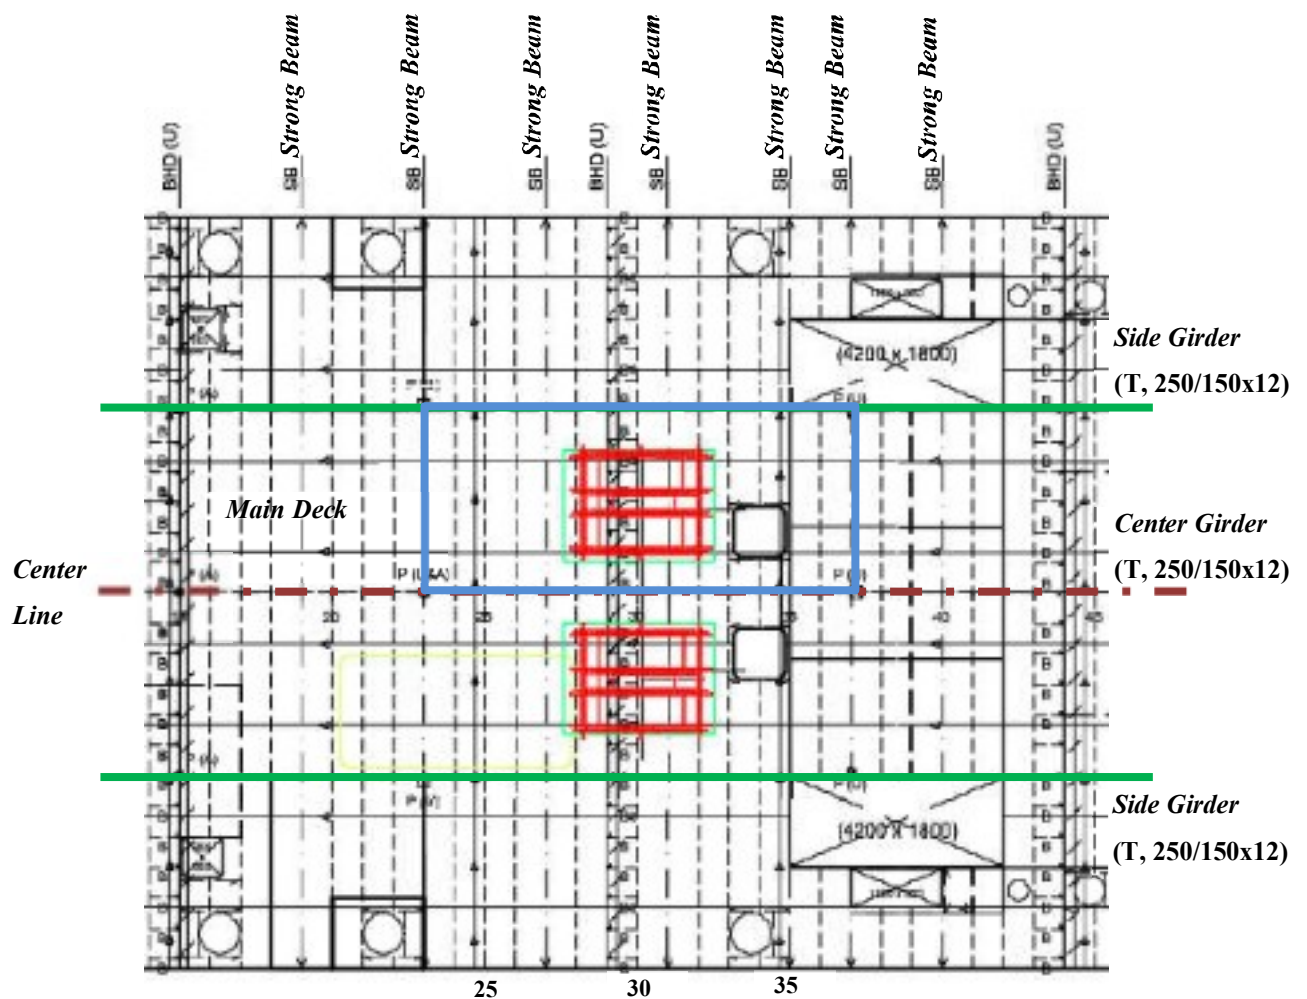 Strong Beam
Strong Beam
Strong Beam
Strong Beam
Strong Beam
Strong Beam
Strong Beam
BHD (U)
SB
SB
SB
BHD (U)
SB
SB
SB
SB
BHD (U)
Side Girder
(T, 250/150x12)
(4200 x 1800)
P (A)
P (U)
Main Deck
Center Girder
(T, 250/150x12)
Center
Line
P (A)
P (U&A)
20
25
30
35
40
45
P (A)
P (U)
Side Girder
(T, 250/150x12)
(4200 X 1800)
25
30
35